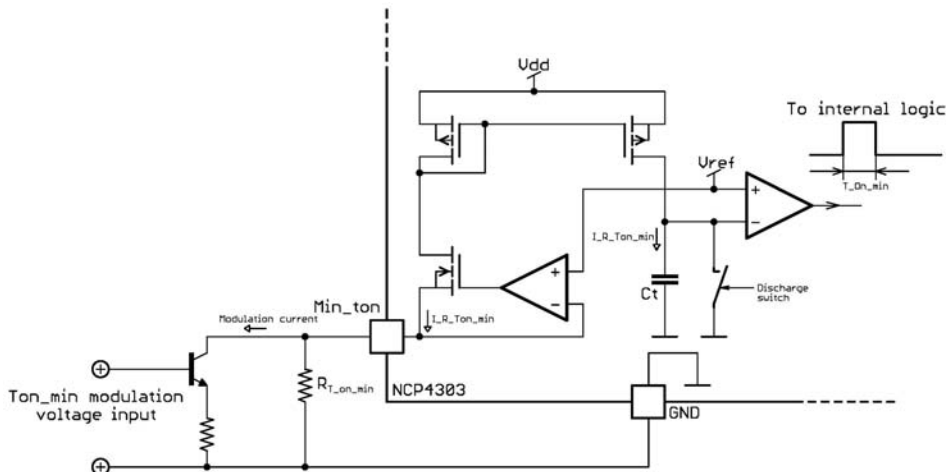 Vdd
To internal logic
Vref
T_On_min
+
−
I_R_Ton_min
+
−
Ct
Discharge
switch
Min_ton
Modulation current
I_R_Ton_min
RT_on_min
NCP4303
GND
Ton_min modulation
voltage input